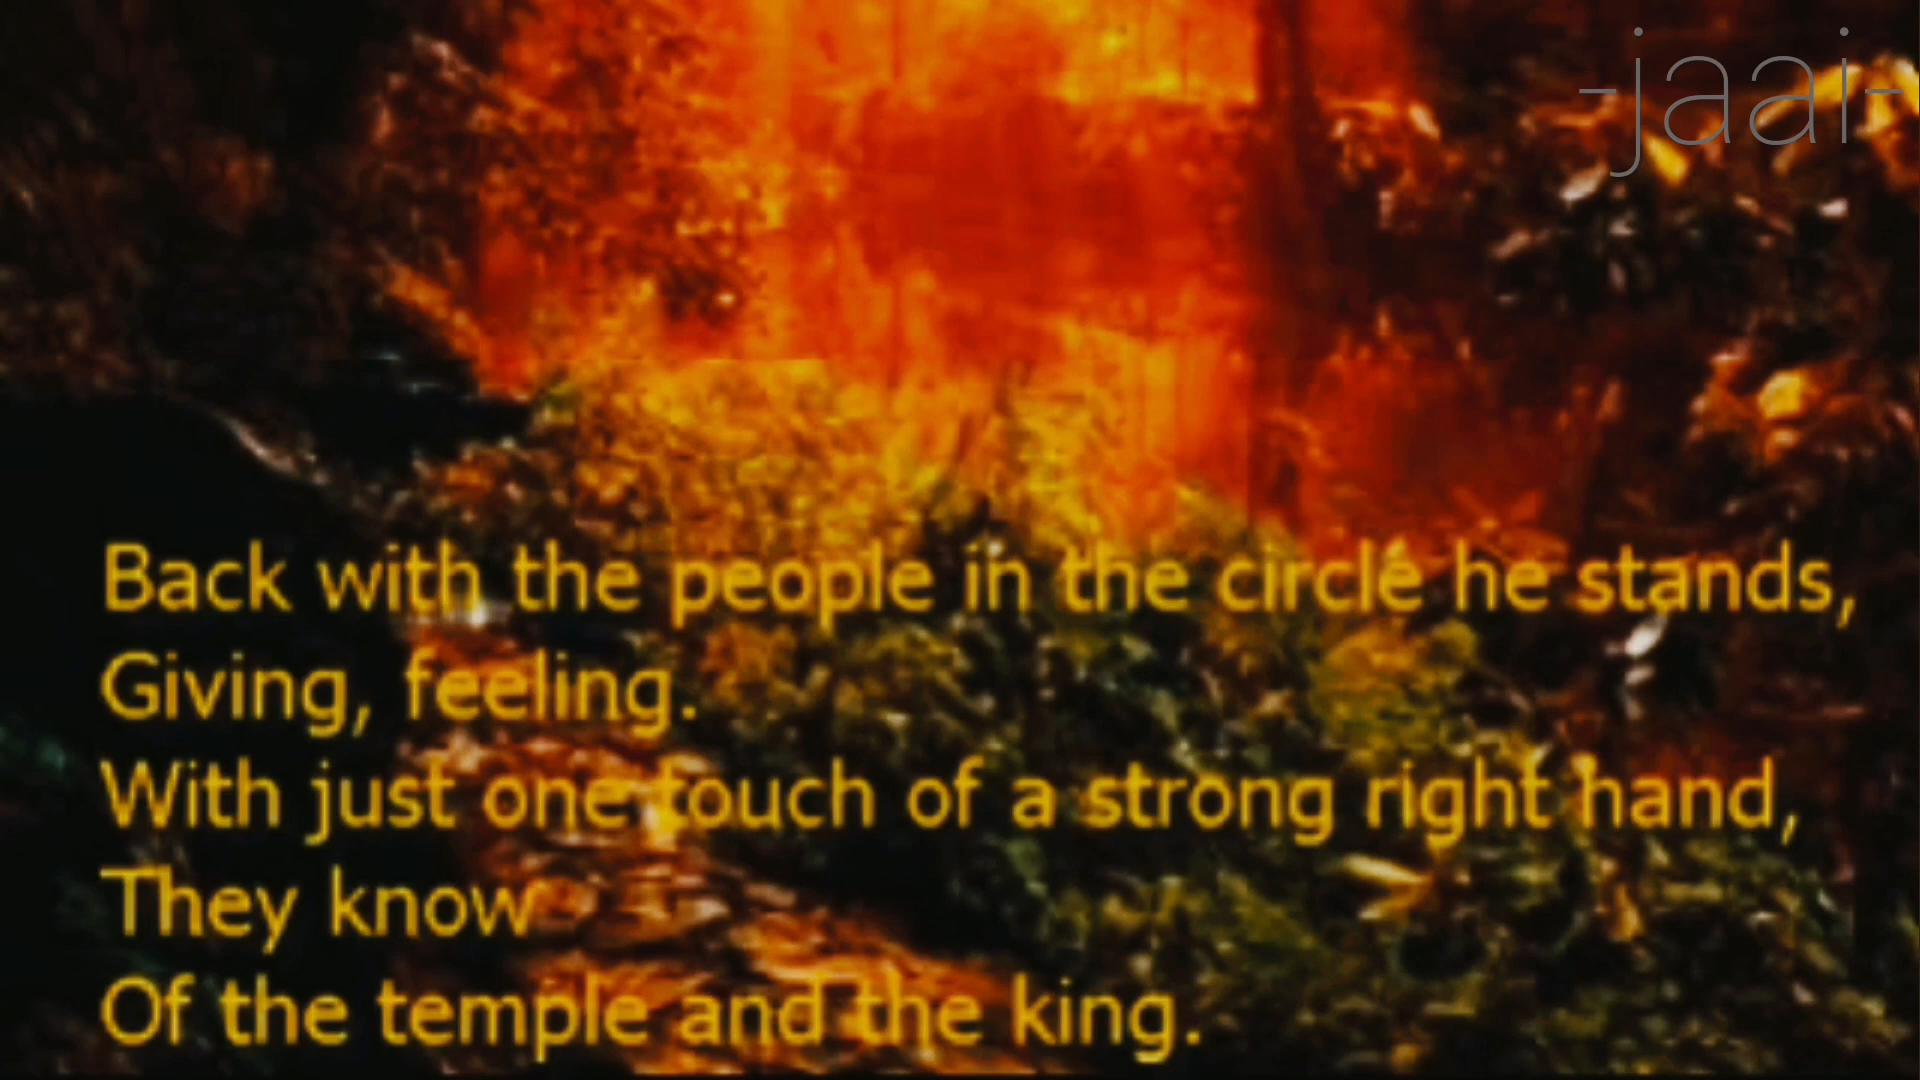 -jaai-
Back with the people in the circle he stands,
Giving, feeling.
With just one touch of a strong right hand,
They know
Of the temple and the king.